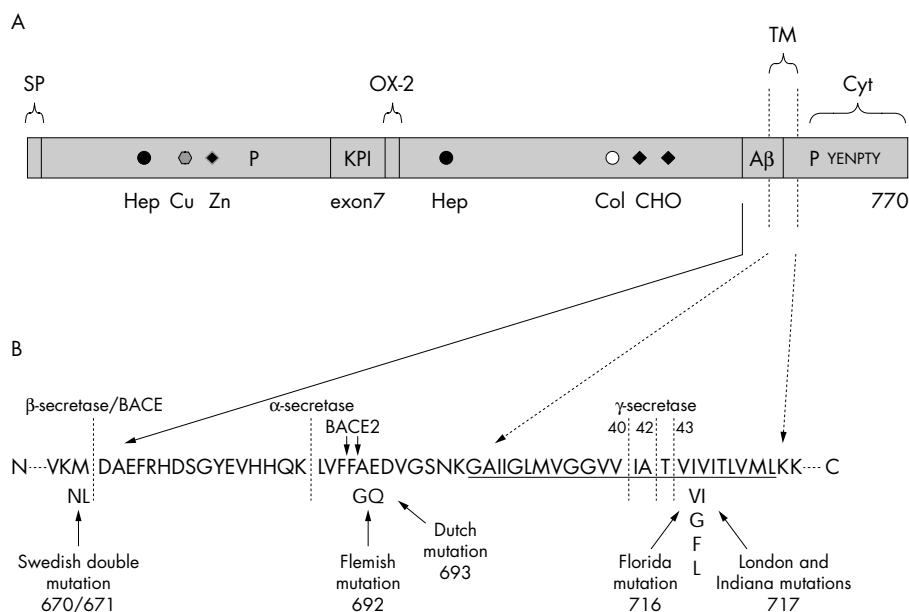 A
TM
SP
OX-2
Cyt
P
KPI
Aβ
P YENPTY
Hep Cu Zn
exon7
Hep
Col CHO
770
B
β-secretase/BACE
α-secretase
γ-secretase
BACE2
40 42 43
N VKM DAEFRHDSGYEVHHQK LVFFAEDVGSNKGAIIGLMVGGVV IA T VIVITLVMLKK C
NL
GQ
VI
G
F
L
Swedish double
mutation
670/671
Flemish
mutation
692
Dutch
mutation
693
Florida
mutation
716
London and
Indiana mutations
717